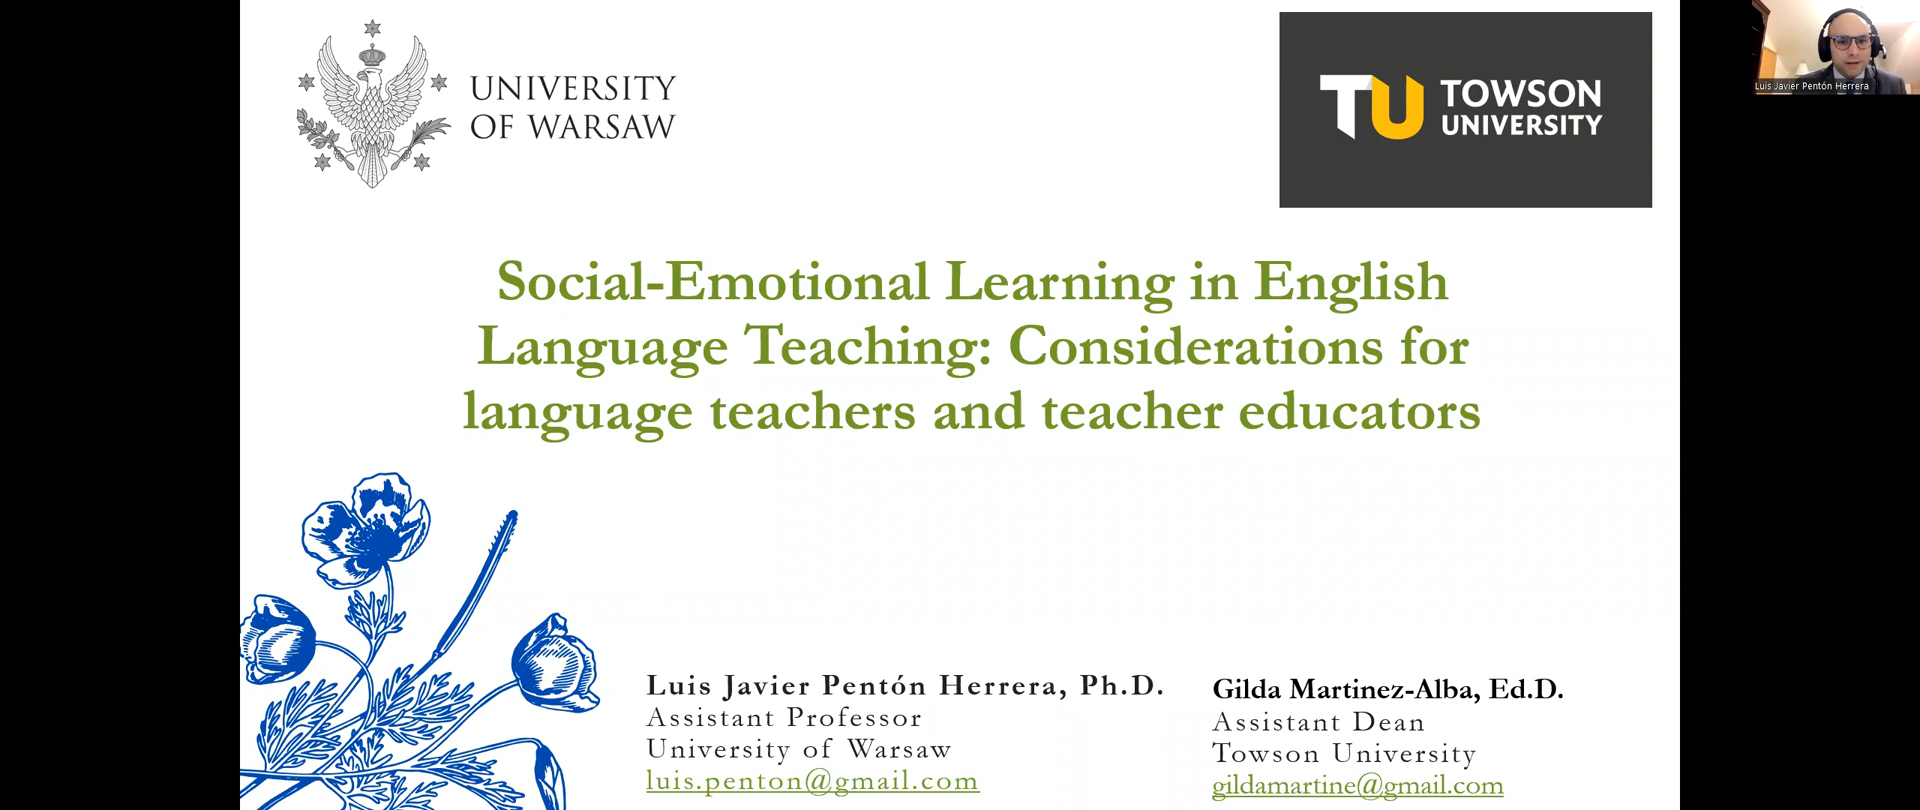 UNIVERSITY
OF WARSAW
TU TOWSON
UNIVERSITY
Luis Javier Pentón Herrera
Social-Emotional Learning in English
Language Teaching: Considerations for
language teachers and teacher educators
Luis Javier Pentón Herrera, Ph.D.
Assistant Professor
University of Warsaw
luis.penton@gmail.com
Gilda Martinez-Alba, Ed.D.
Assistant Dean
Towson University
gildamartine@gmail.com